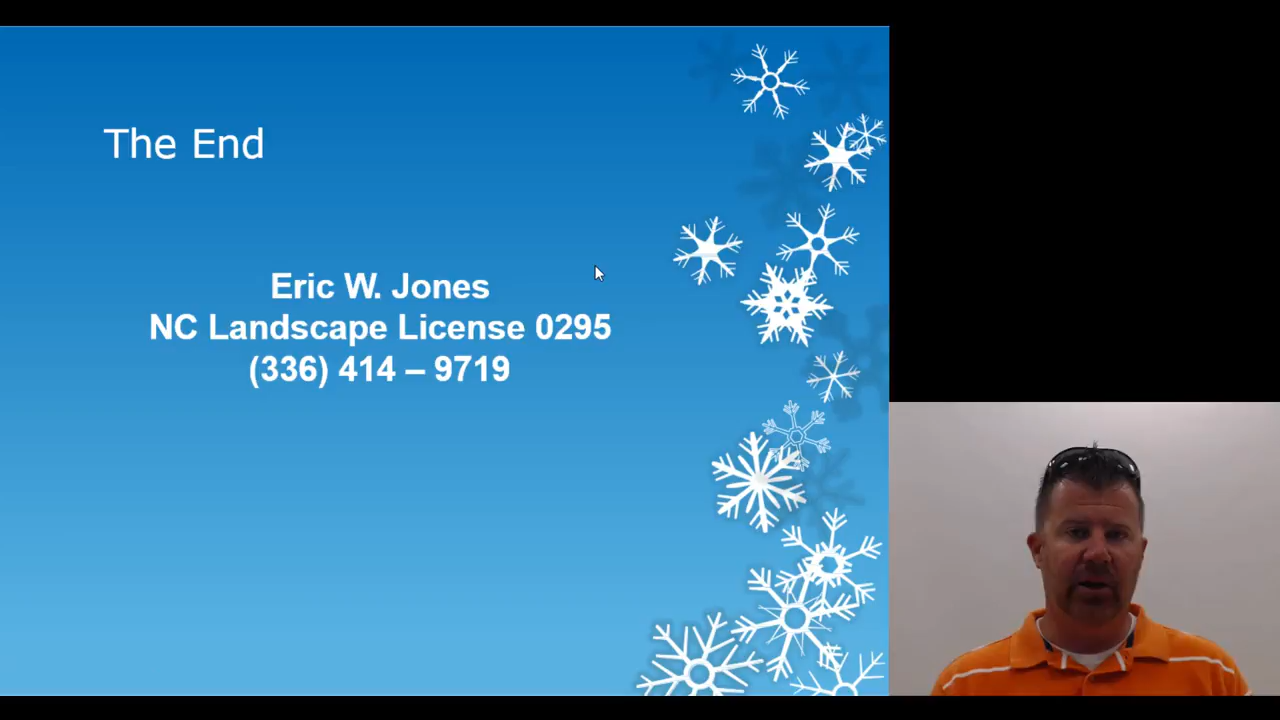 The End
Eric W. Jones
NC Landscape License 0295
(336) 414 – 9719